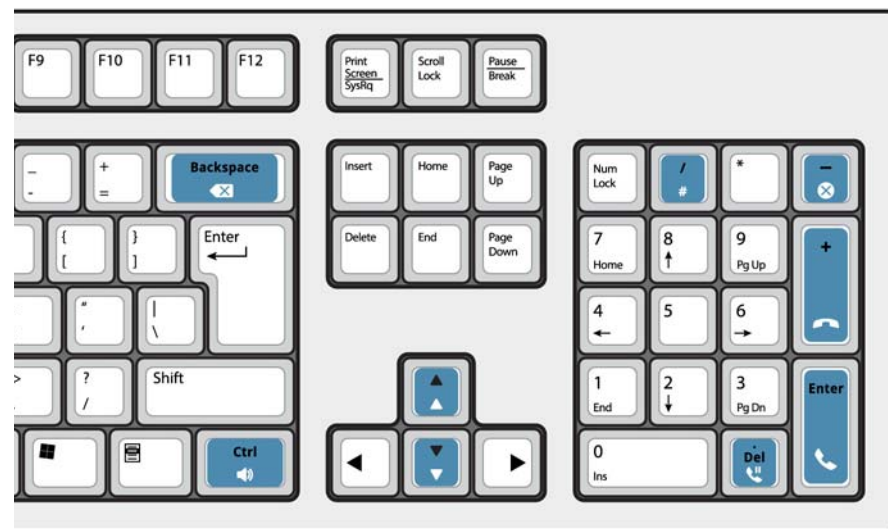 F9 F10 F11 F12 Print Scroll Pause
Screen Lock Break
SysRq
_ + Backspace Insert Home Page Num / * −
- = Up Lock #
{ } Enter Delete End Page 7 8 9 +
[ ] Down Home Pg Up
" | 4 5 6
' \
> ? Shift 1 2 3 Enter
/ End Pg Dn
Ctrl 0 . Del
Ins